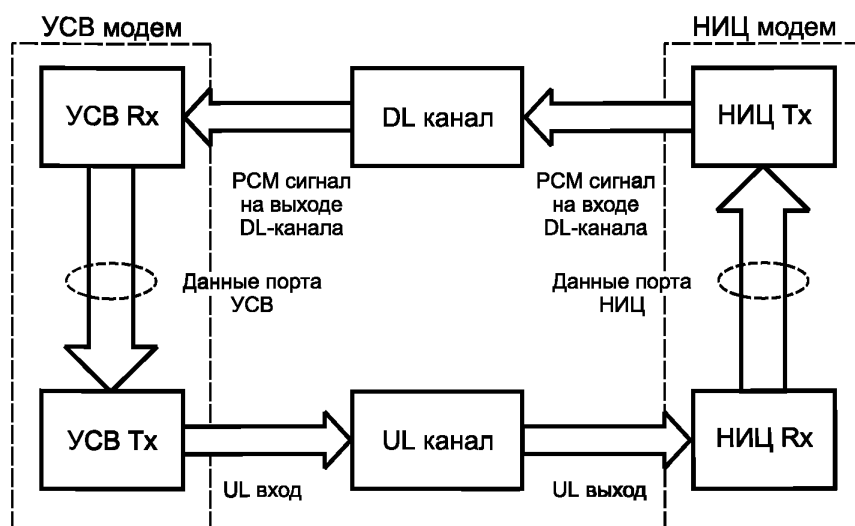 УСВ модем
НИЦ модем
УСВ Rx
DL канал
НИЦ Tx
PCM сигнал
на выходе
DL-канала
PCM сигнал
на входе
DL-канала
Данные порта
УСВ
Данные порта
НИЦ
УСВ Tx
UL канал
НИЦ Rx
UL вход
UL выход